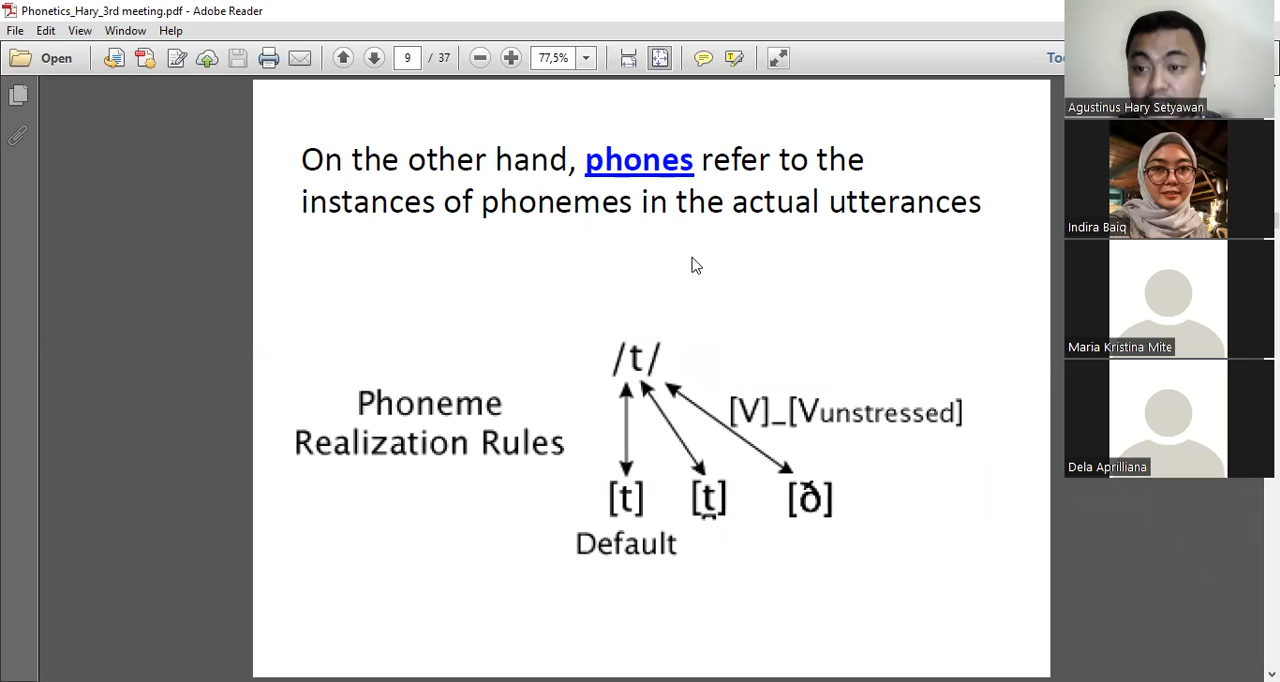 Phonetics_Hary_3rd meeting.pdf - Adobe Reader
File Edit View Window Help
Open 9 / 37 77,5%
On the other hand, phones refer to the
instances of phonemes in the actual utterances
/t/
[V]_[Vunstressed]
Phoneme
Realization Rules
[t] [t̪] [ð]
Default
Agustinus Hary Setyawan
Indira Baiq
Maria Kristina Mite
Dela Aprilliana